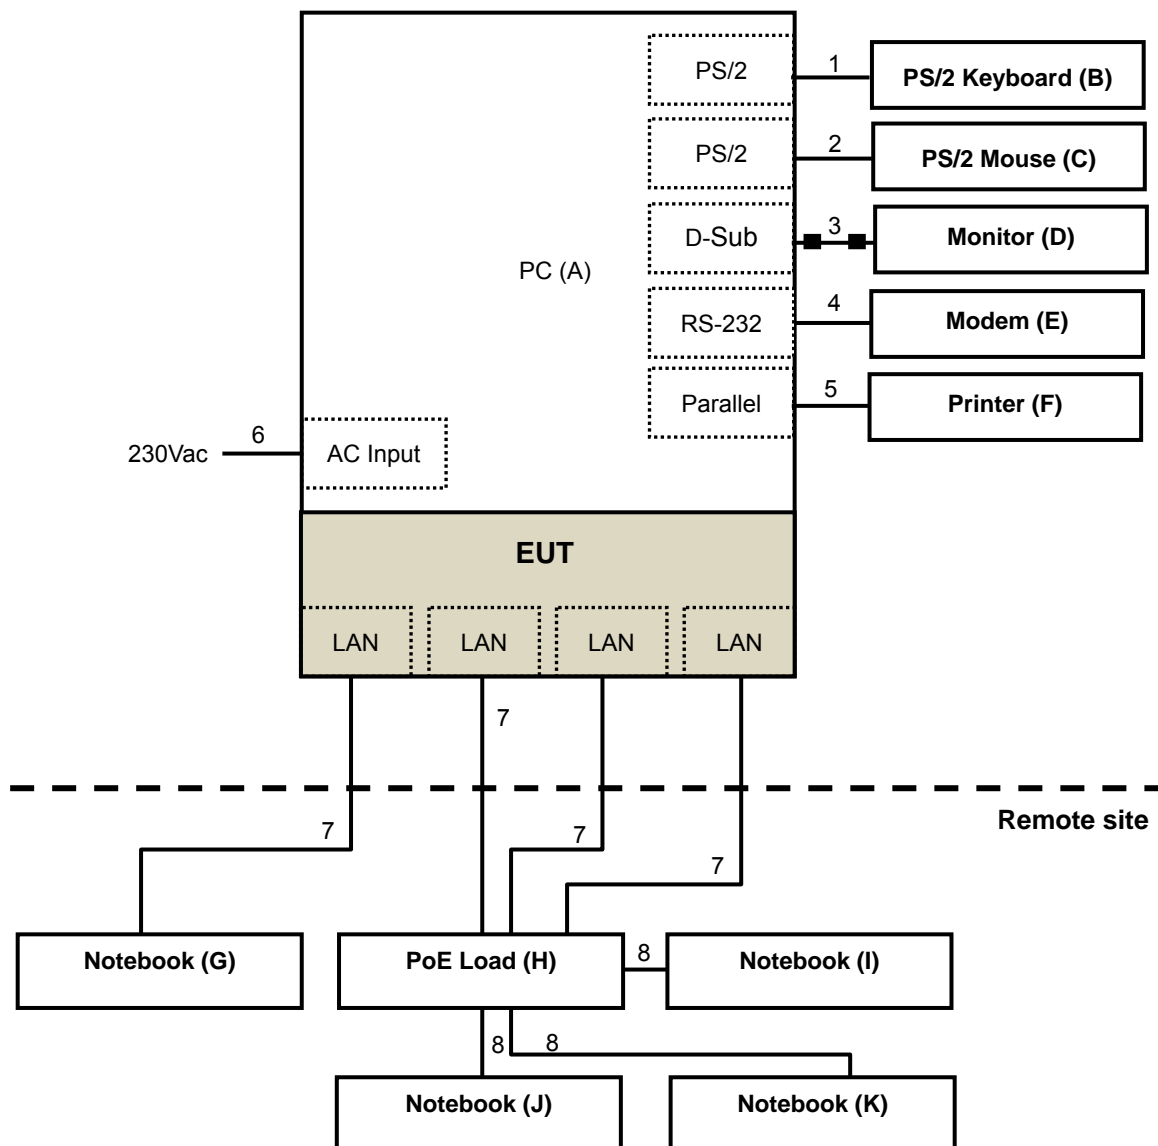 PS/2
1
PS/2 Keyboard (B)
PS/2
2
PS/2 Mouse (C)
D-Sub
3
Monitor (D)
PC (A)
RS-232
4
Modem (E)
Parallel
5
Printer (F)
230Vac
6
AC Input
EUT
LAN
LAN
LAN
LAN
7
Remote site
7
7
7
Notebook (G)
PoE Load (H)
8
Notebook (I)
8
8
Notebook (J)
Notebook (K)